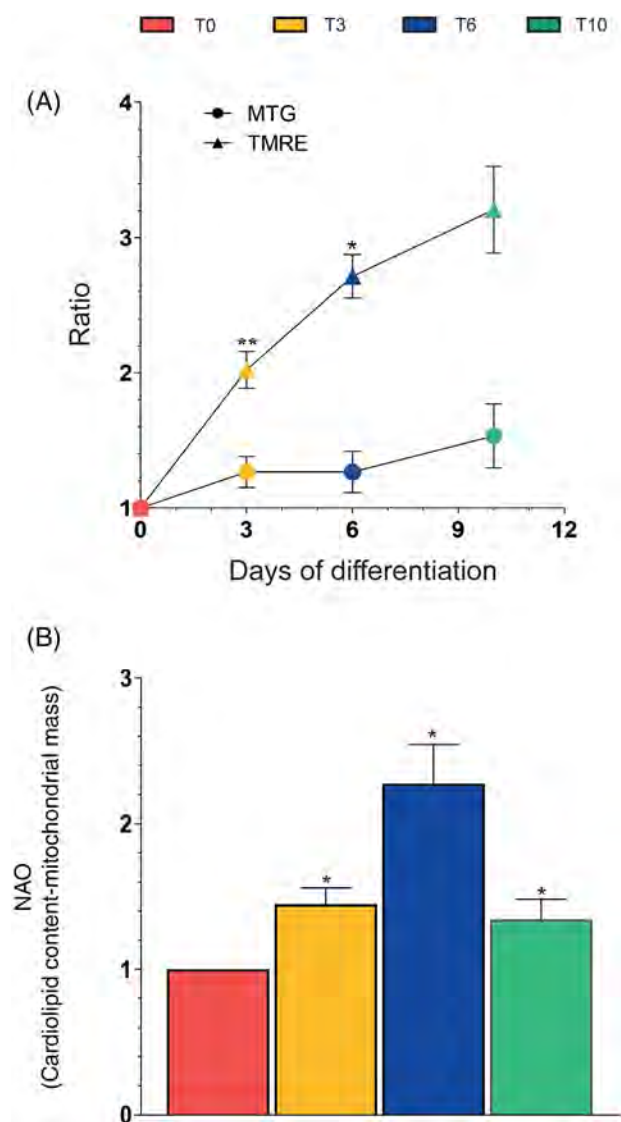 T0 T3 T6 T10
(A)
MTG
TMRE
4
3
2
1
Ratio
**
*
0 3 6 9 12
Days of differentiation
(B)
3
2
1
0
NAO
(Cardiolipid content-mitochondrial mass)
*
*
*